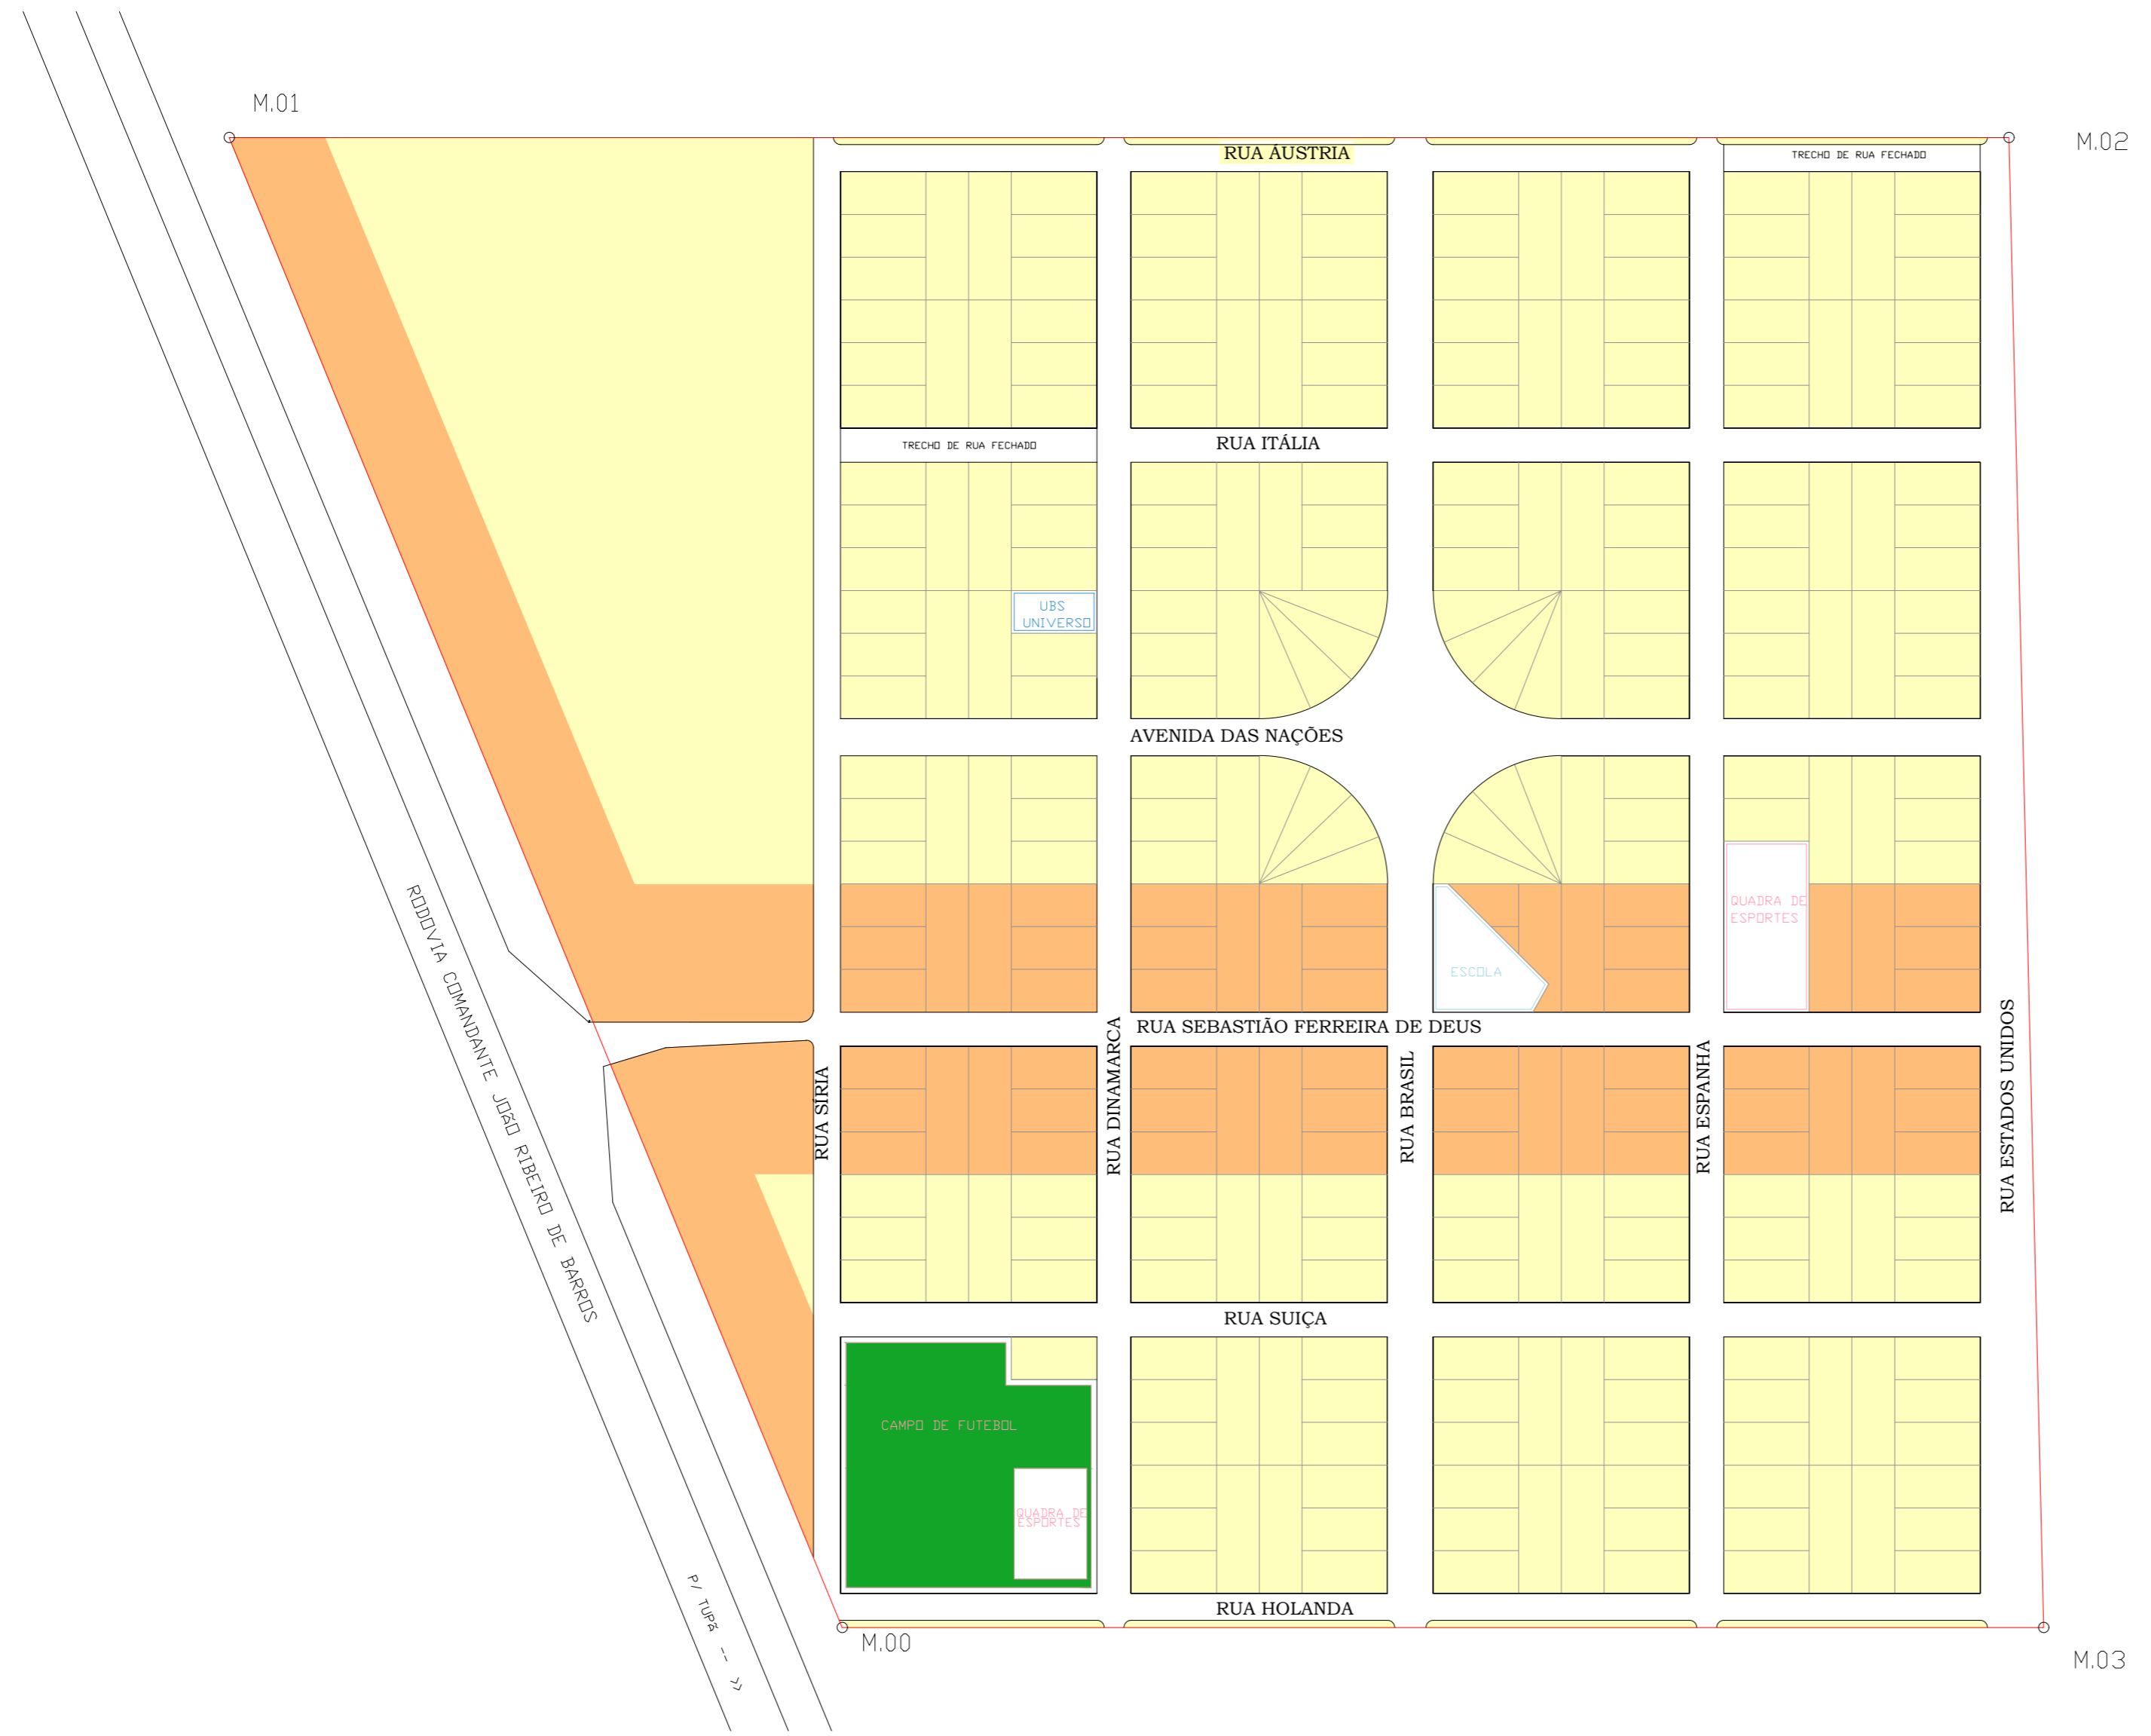 M.01
M.02
RUA ÁUSTRIA
TRECHO DE RUA FECHADO
TRECHO DE RUA FECHADO
RUA ITÁLIA
UBS
UNIVERSO
AVENIDA DAS NAÇÕES
QUADRA DE
ESPORTES
ESCOLA
RUA SEBASTIÃO FERREIRA DE DEUS
RODOVIA COMANDANTE JOÃO RIBEIRO DE BARROS
RUA SÍRIA
RUA DINAMARCA
RUA BRASIL
RUA ESPANHA
RUA ESTADOS UNIDOS
RUA SUIÇA
CAMPO DE FUTEBOL
QUADRA DE
ESPORTES
P/ TUPÃ -- >>
RUA HOLANDA
M.00
M.03